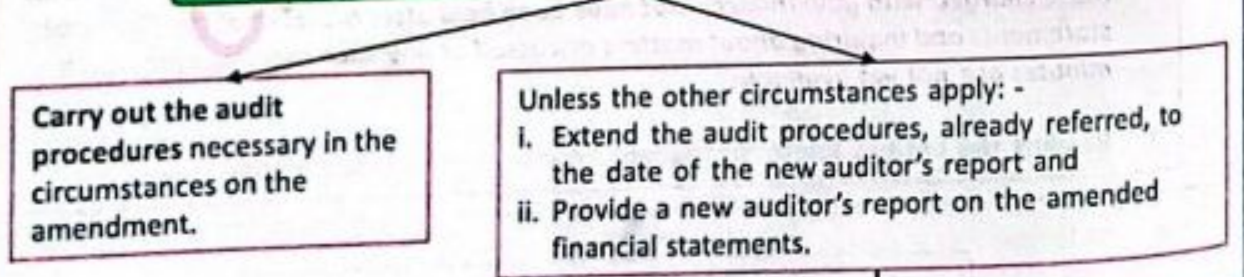 Carry out the audit
procedures necessary in the
circumstances on the
amendment.
Unless the other circumstances apply: -
i. Extend the audit procedures, already referred, to
the date of the new auditor's report and
ii. Provide a new auditor's report on the amended
financial statements.